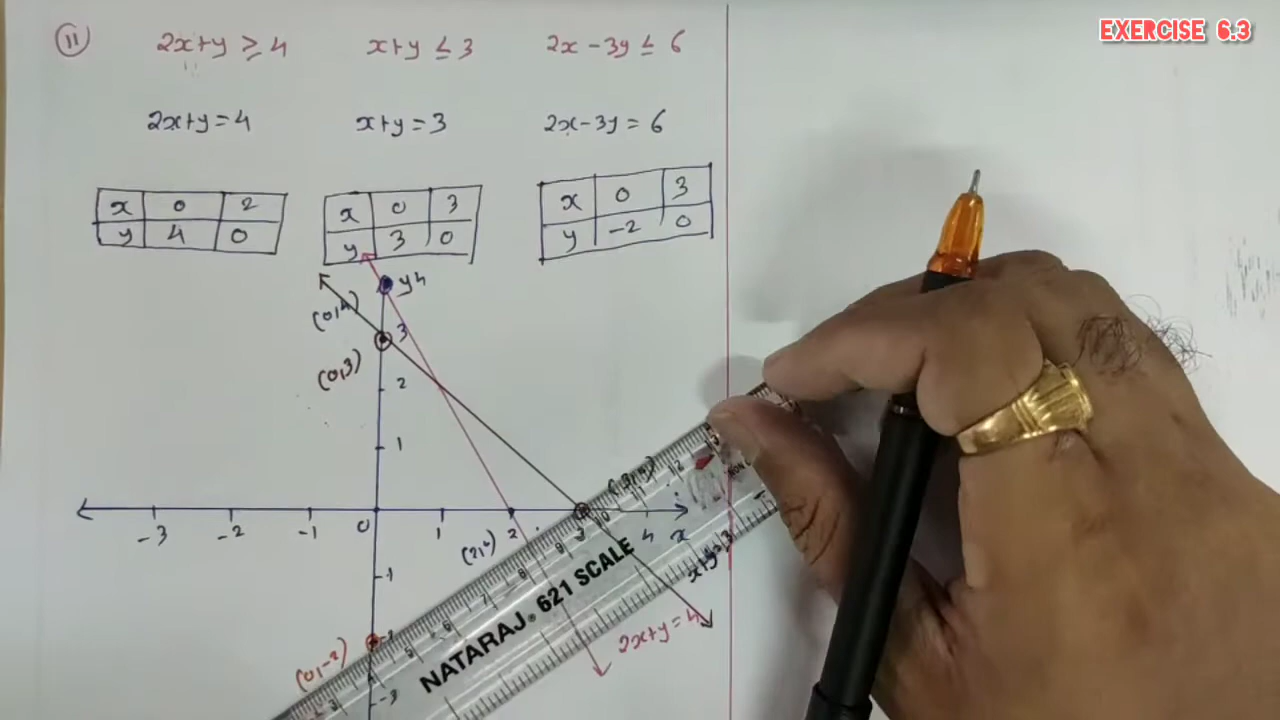 EXERCISE 6.3
11 2x+y ≥ 4 x+y ≤ 3 2x-3y ≤ 6
2x+y=4 x+y=3 2x-3y=6
x 0 2
y 4 0
x 0 3
y 3 0
x 0 3
y -2 0
y 4
(0,4)
3
(0,3)
2
1
-3 -2 -1 0 1 2 3 4 x
-1
-2
(0,-2)
-3
x+y=3
2x+y=4
NATARAJ 621 SCALE